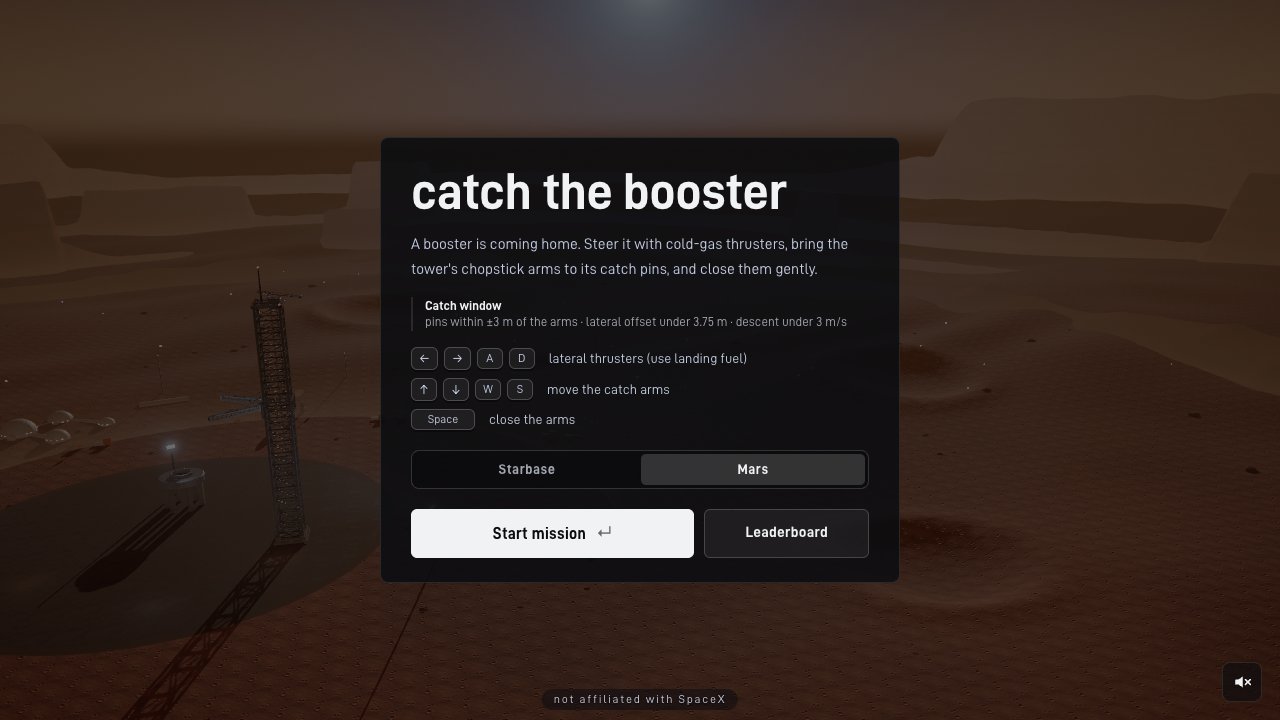 catch the booster
A booster is coming home. Steer it with cold-gas thrusters, bring the
tower's chopstick arms to its catch pins, and close them gently.
Catch window
pins within ±3 m of the arms · lateral offset under 3.75 m · descent under 3 m/s
← → A D lateral thrusters (use landing fuel)
↑ ↓ W S move the catch arms
Space close the arms
Starbase Mars
Start mission ↵ Leaderboard
not affiliated with SpaceX